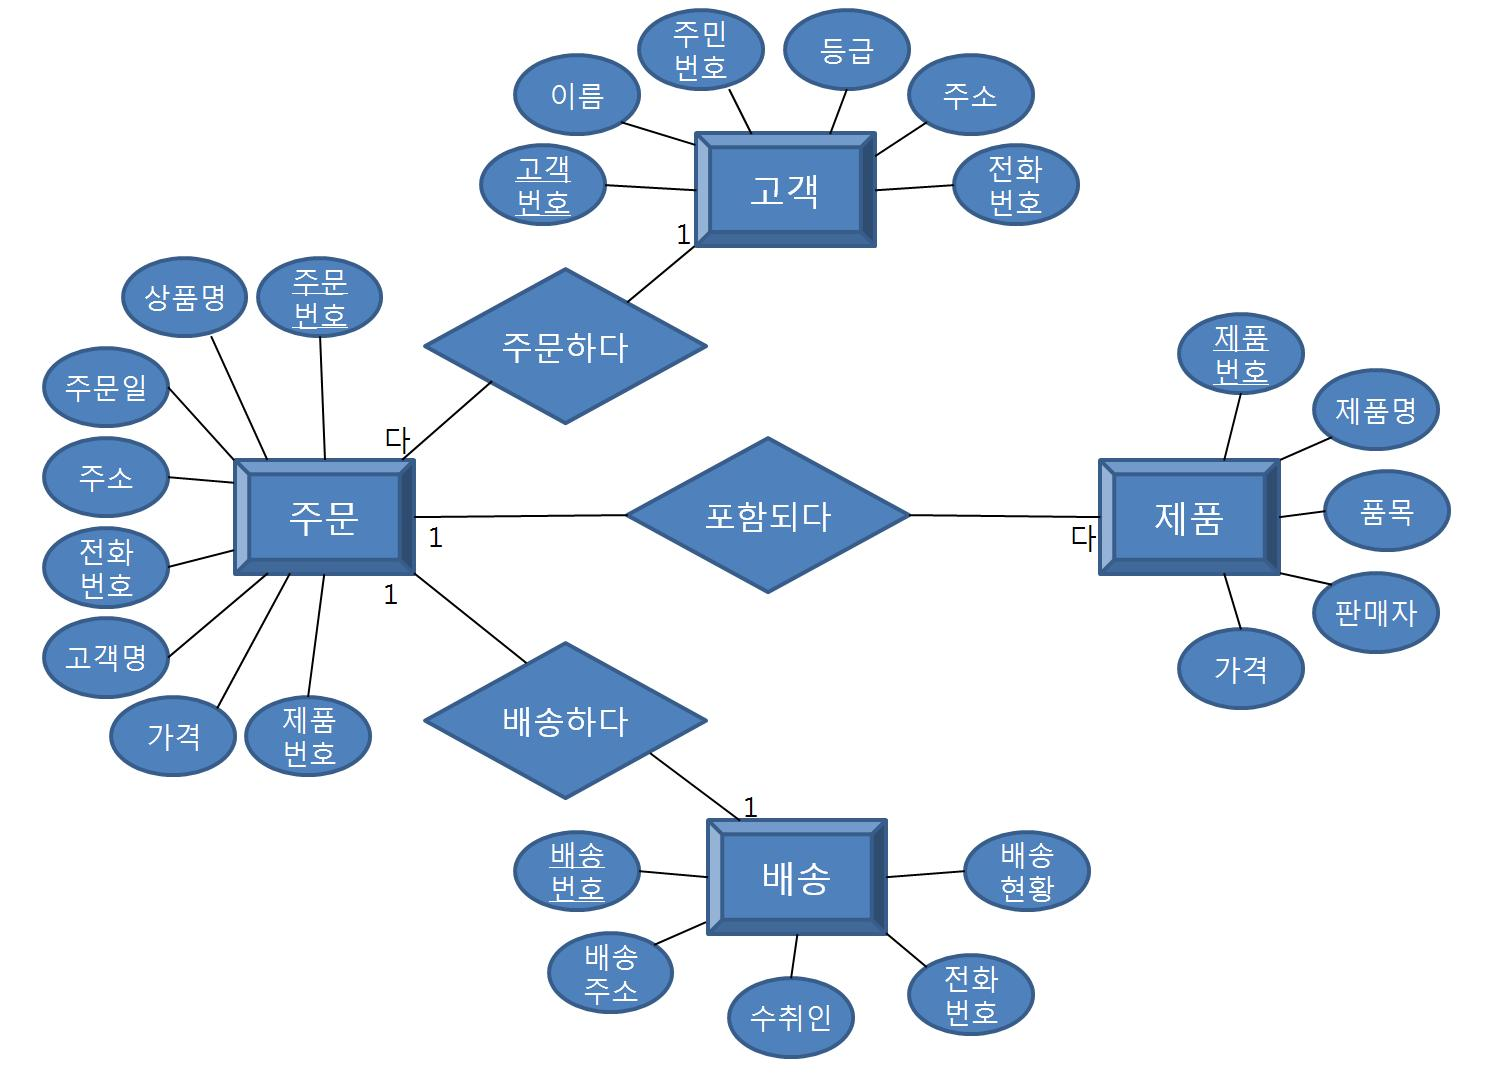 주민
번호
등급
이름
주소
고객
번호
고객
전화
번호
1
상품명
주문
번호
주문하다
제품
번호
주문일
제품명
다
주소
주문
포함되다
제품
품목
1
다
전화
번호
1
고객명
판매자
가격
가격
제품
번호
배송하다
1
배송
번호
배송
배송
현황
배송
주소
수취인
전화
번호